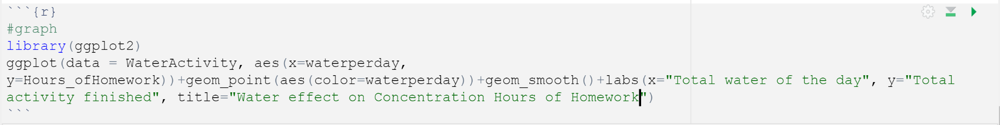 ```{r}
#graph
library(ggplot2)
ggplot(data = WaterActivity, aes(x=waterperday,
y=Hours_ofHomework))+geom_point(aes(color=waterperday))+geom_smooth()+labs(x="Total water of the day", y="Total
activity finished", title="Water effect on Concentration Hours of Homework")
```